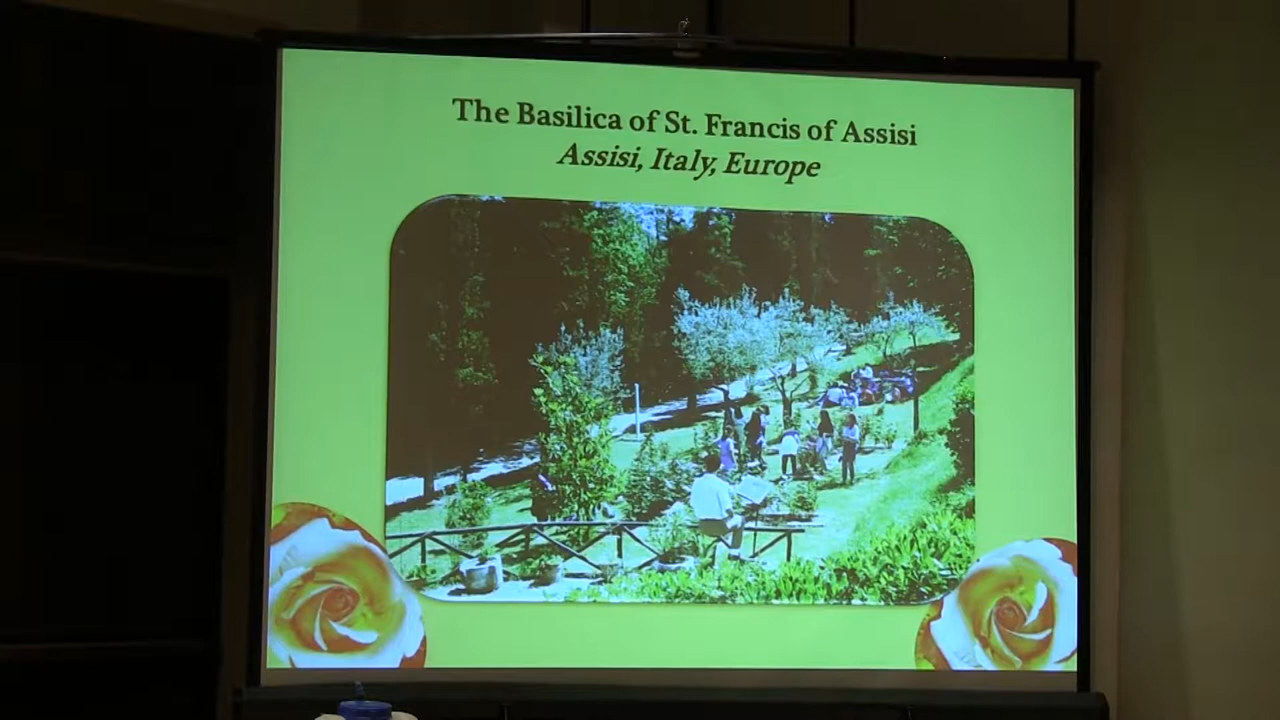 The Basilica of St. Francis of Assisi
Assisi, Italy, Europe